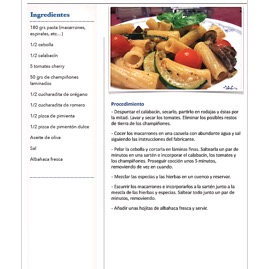 Ingredientes
180 grs pasta (macarrones,
espirales, etc...)
1/2 cebolla
1/2 calabacín
5 tomates cherry
50 grs de champiñones
laminados
1/2 cucharadita de orégano
1/2 cucharadita de romero
1/2 pizca de pimienta
1/2 pizca de pimentón dulce
Aceite de oliva
Sal
Albahaca fresca
Procedimiento
- Despuntar el calabacín, secarlo, partirlo en rodajas y éstas por
la mitad. Lavar y secar los tomates. Eliminar los posibles restos
de tierra de los champiñones.
- Cocer los macarrones en una cazuela con abundante agua y sal
siguiendo las instrucciones del fabricante.
- Pelar la cebolla y cortarla en láminas finas. Saltearla un par de
minutos en una sartén e incorporar el calabacín, los tomates y
los champiñones. Proseguir cocción unos 5 minutos,
removiendo de vez en cuando.
- Mezclar las especias y las hierbas en un cuenco y reservar.
- Escurrir los macarrones e incorporarlos a la sartén junto a la
mezcla de las hierbas y especias. Saltear todo junto un par de
minutos, removiendo.
- Añadir unas hojitas de albahaca fresca y servir.